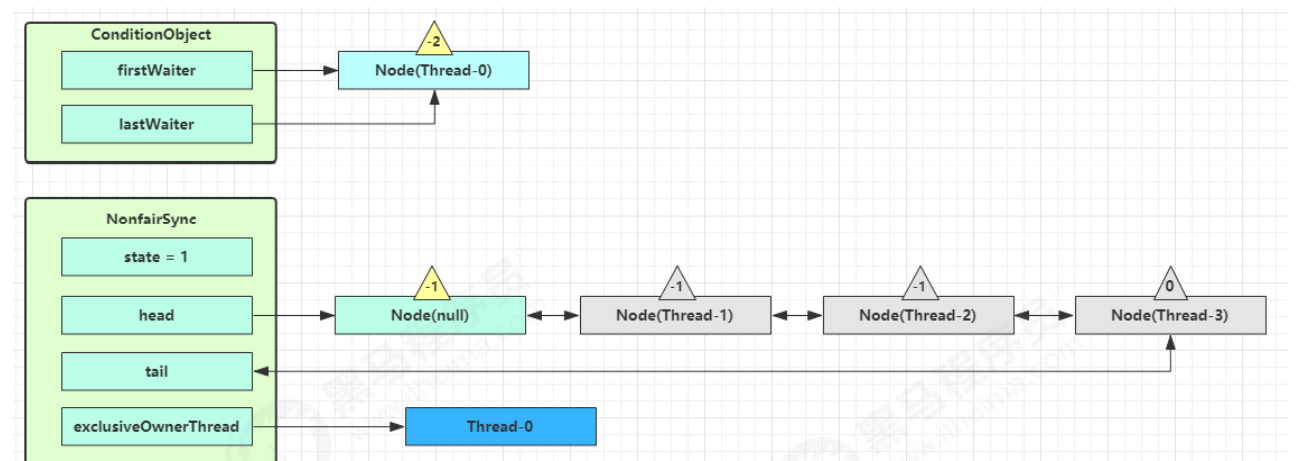 ConditionObject
firstWaiter
-2
Node(Thread-0)
lastWaiter
NonfairSync
state = 1
head
-1
Node(null)
-1
Node(Thread-1)
-1
Node(Thread-2)
0
Node(Thread-3)
tail
exclusiveOwnerThread
Thread-0
黑马程序员
www.itheima.com
黑马程序员
www.itheima.com